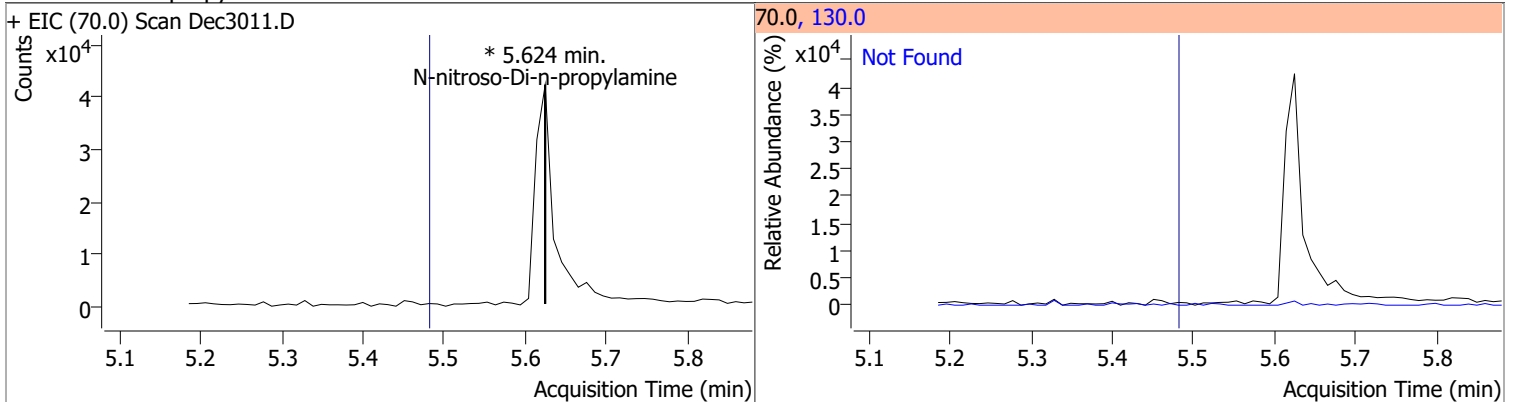 + EIC (70.0) Scan Dec3011.D
Counts
x10⁴
* 5.624 min.
N-nitroso-Di-n-propylamine
4
3
2
1
0
5.1 5.2 5.3 5.4 5.5 5.6 5.7 5.8
Acquisition Time (min)
70.0, 130.0
Relative Abundance (%)
x10⁴
Not Found
4
3.5
3
2.5
2
1.5
1
0.5
0
5.1 5.2 5.3 5.4 5.5 5.6 5.7 5.8
Acquisition Time (min)